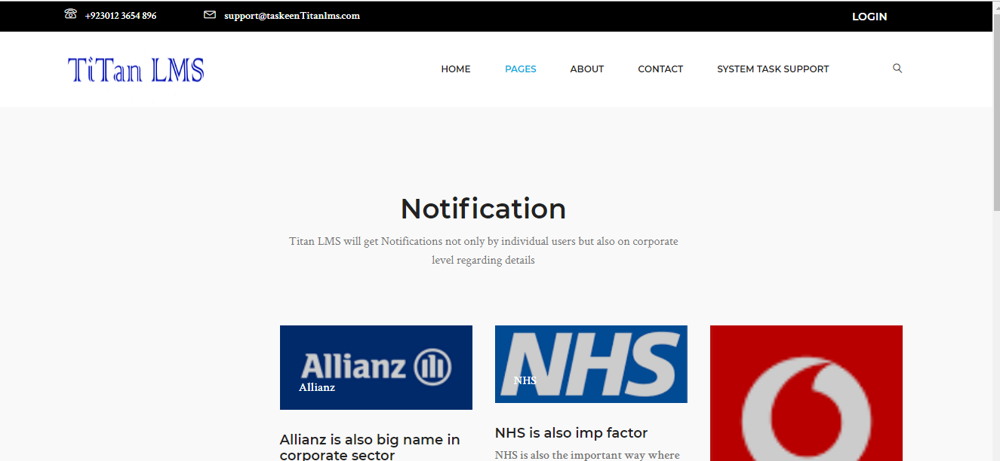 +923012 3654 896 support@taskeenTitanlms.com LOGIN
TiTan LMS HOME PAGES ABOUT CONTACT SYSTEM TASK SUPPORT
Notification
Titan LMS will get Notifications not only by individual users but also on corporate
level regarding details
Allianz
Allianz
Allianz is also big name in
corporate sector
NHS
NHS
NHS is also imp factor
NHS is also the important way where